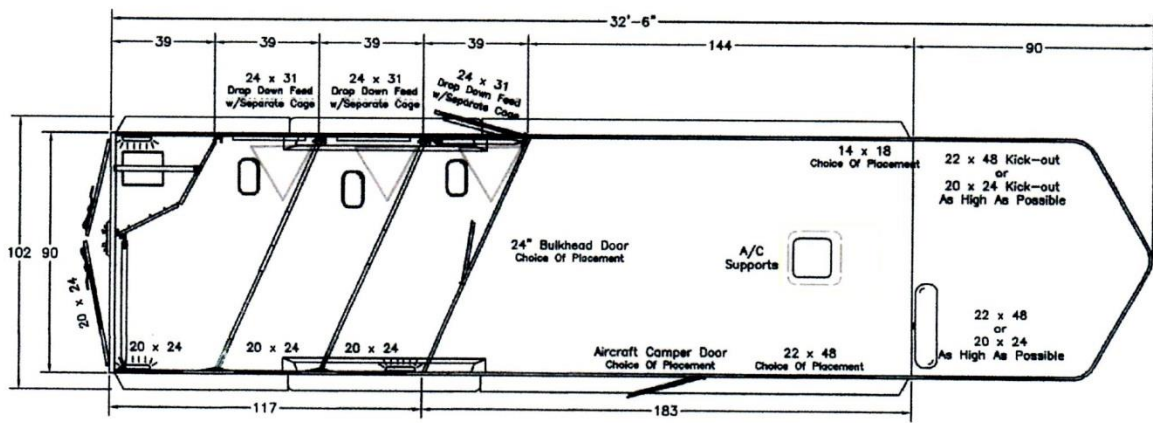 32'-6"
39
39
39
39
144
90
24 x 31
Drop Down Feed
w/Separate Cage
24 x 31
Drop Down Feed
w/Separate Cage
24 x 31
Drop Down Feed
w/Separate Cage
14 x 18
Choice Of Placement
22 x 48 Kick-out
or
20 x 24 Kick-out
As High As Possible
102
90
24" Bulkhead Door
Choice Of Placement
A/C
Supports
20 x 24
20 x 24
20 x 24
20 x 24
Aircraft Camper Door
Choice Of Placement
22 x 48
Choice Of Placement
22 x 48
or
20 x 24
As High As Possible
117
183